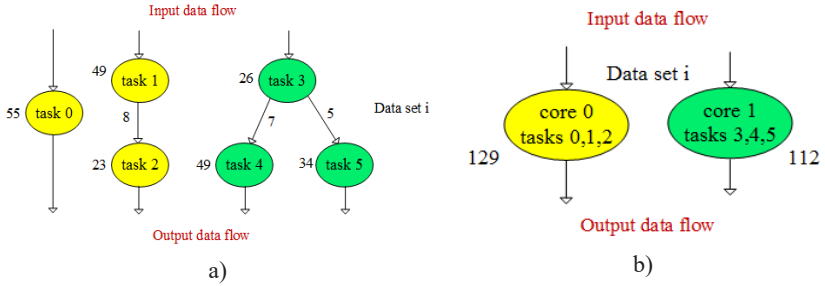 Input data flow
49
task 1
26
task 3
55
task 0
8
7
5
Data set i
23
task 2
49
task 4
34
task 5
Output data flow
a)
Input data flow
Data set i
core 0
tasks 0,1,2
core 1
tasks 3,4,5
129
112
Output data flow
b)